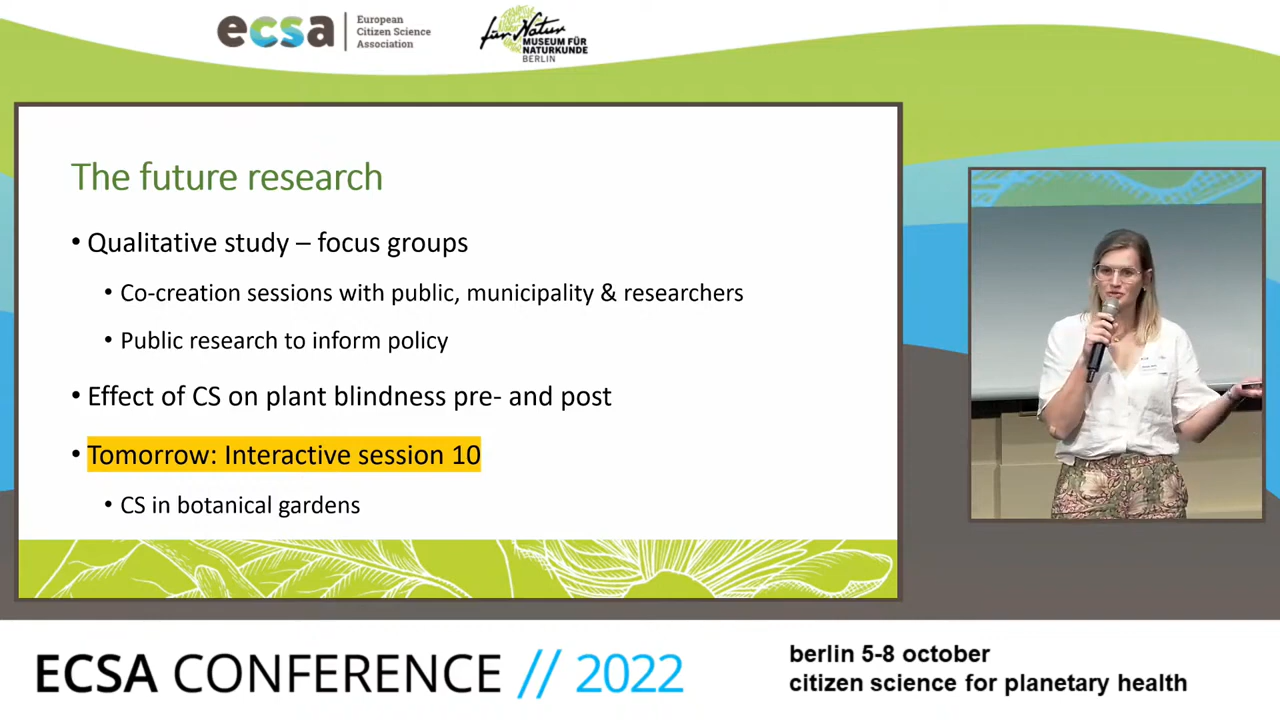 ecsa
European
Citizen Science
Association
für Natur
MUSEUM FÜR
NATURKUNDE
BERLIN
The future research
• Qualitative study – focus groups
• Co-creation sessions with public, municipality & researchers
• Public research to inform policy
• Effect of CS on plant blindness pre- and post
• Tomorrow: Interactive session 10
• CS in botanical gardens
ECSA CONFERENCE // 2022
berlin 5-8 october
citizen science for planetary health